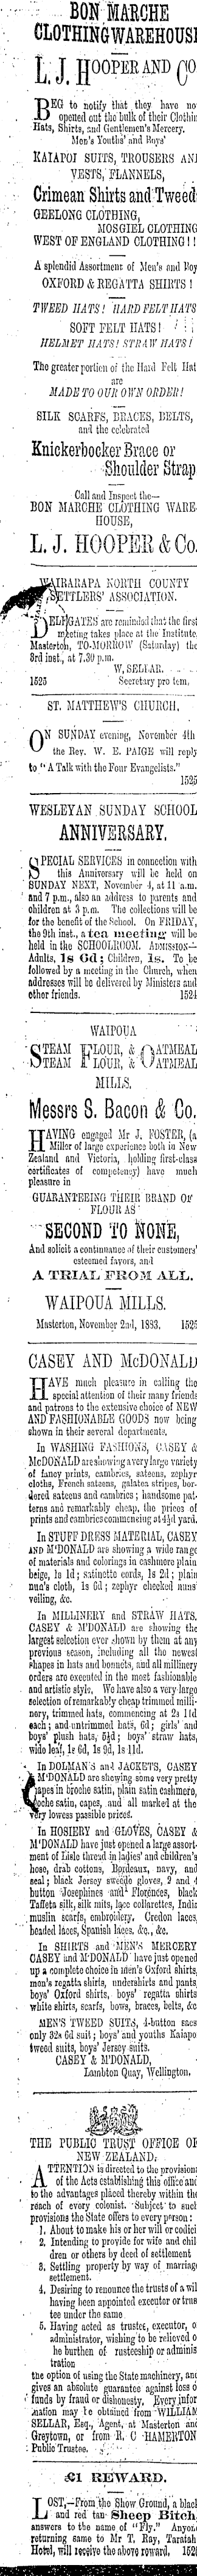 BON MARCHE
CLOTHING WAREHOUSE
L. J. HOOPER AND CO
BEG to notify that they have no
opened out the bulk of their Clothin
Hats, Shirts, and Gentlemen's Mercery.
Men's Youths' and Boys'
KAIAPOI SUITS, TROUSERS AN
VESTS, FLANNELS,
Crimean Shirts and Tweed
GEELONG CLOTHING,
MOSGIEL CLOTHING
WEST OF ENGLAND CLOTHING!!
A splendid Assortment of Men's and Boy
OXFORD & REGATTA SHIRTS!
TWEED HATS! HARD FELT HATS
SOFT FELT HATS!
HELMET HATS! STRAW HATS!
The greater portion of the Hard Felt Hat
are
MADE TO OUR OWN ORDER!
SILK SCARFS, BRACES, BELTS,
and the celebrated
Knickerbocker Brace or
Shoulder Strap
Call and Inspect the—
BON MARCHE CLOTHING WARE-
HOUSE,
L. J. HOOPER & Co.
WAIRARAPA NORTH COUNTY
SETTLERS' ASSOCIATION.
DELEGATES are reminded that the first
meeting takes place at the Institute,
Masterton, TO-MORROW (Saturday) the
3rd inst., at 7.30 p.m.
W. SELLAR,
1525 Secretary pro tem.
ST. MATTHEW'S CHURCH.
ON SUNDAY evening, November 4th
the Rev. W. E. PAIGE will reply
to "A Talk with the Four Evangelists."
1525
WESLEYAN SUNDAY SCHOOL
ANNIVERSARY.
SPECIAL SERVICES in connection with
this Anniversary will be held on
SUNDAY NEXT, November 4, at 11 a.m.
and 7 p.m., also an address to parents and
children at 3 p.m. The collections will be
for the benefit of the School. On FRIDAY,
the 9th inst., a tea meeting will be
held in the SCHOOLROOM. ADMISSION—
Adults, 1s 6d; Children, 1s. To be
followed by a meeting in the Church, when
addresses will be delivered by Ministers and
other friends. 1524
WAIPOUA
STEAM FLOUR, & OATMEAL
STEAM FLOUR, & OATMEAL
MILLS.
Messrs S. Bacon & Co.
HAVING engaged Mr J. FOSTER, (a
Miller of large experience both in New
Zealand and Victoria, holding first-class
certificates of competency) have much
pleasure in
GUARANTEEING THEIR BRAND OF
FLOUR AS
SECOND TO NONE,
And solicit a continuance of their customers'
esteemed favors, and
A TRIAL FROM ALL.
WAIPOUA MILLS.
Masterton, November 2nd, 1883. 1525
CASEY AND McDONALD
HAVE much pleasure in calling the
special attention of their many friends
and patrons to the extensive choice of NEW
AND FASHIONABLE GOODS now being
shown in their several departments.
In WASHING FASHIONS, CASEY &
McDONALD are showing a very large variety
of fancy prints, cambrics, sateens, zephyr
cloths, French sateens, galatea stripes, bor-
dered sateens and cambrics; handsome pat-
terns and remarkably cheap, the prices of
prints and cambrics commencing at 4½d yard.
In STUFF DRESS MATERIAL, CASEY
AND M'DONALD are showing a wide range
of materials and colorings in cashmere plain
beige, 1s 1d; satinette cords, 1s 2d; plain
nun's cloth, 1s 6d; zephyr checked nuns'
veiling, &c.
In MILLINERY and STRAW HATS,
CASEY & M'DONALD are showing the
largest selection ever shown by them at any
previous season, including all the newest
shapes in hats and bonnets, and all millinery
orders are executed in the most fashionable
and artistic style. We have also a very large
selection of remarkably cheap trimmed milli-
nery, trimmed hats, commencing at 2s 11d
each; and untrimmed hats, 6d; girls' and
boys' plush hats, 5½d; boys' straw hats,
wide leaf, 1s 6d, 1s 9d, 1s 11d.
In DOLMANS and JACKETS, CASEY
& M'DONALD are showing some very pretty
shapes in broche and plain satin cashmere,
broche satin, capes, and all marked at the
very lowest possible prices.
In HOSIERY and GLOVES, CASEY &
M'DONALD have just opened a large assort-
ment of Lisle thread in ladies' and children's
hose, drab cottons, Bordeaux, navy, and
seal; black Jersey swede gloves, 2 and 4
button Josephines and Florences, black
Taffeta silk, silk mits, lace collarettes, India
muslin scarfs, embroidery, Credon laces,
beaded laces, Spanish laces, &c., &c.
In SHIRTS and MEN'S MERCERY
CASEY and M'DONALD have just opened
up a complete choice in men's Oxford shirts,
men's regatta shirts, undershirts and pants,
boys' Oxford shirts, boys' regatta shirts
white shirts, scarfs, bows, braces, belts, &c
MEN'S TWEED SUITS, 4-button sacs
only 32s 6d suit; boys' and youths Kaiapo
tweed suits, boys' Jersey suits.
CASEY & M'DONALD,
Lambton Quay, Wellington.
THE PUBLIC TRUST OFFICE OF
NEW ZEALAND.
ATTENTION is directed to the provisions
of the Acts establishing this office and
to the advantages placed thereby within the
reach of every colonist. Subject to such
provisions the State offers to every person:
1. About to make his or her will or codici
2. Intending to provide for wife and chil
dren or others by deed of settlement
3. Settling property by way of marriage
settlement.
4. Desiring to renounce the trusts of a wil
having been appointed executor or trus
tee under the same
5. Having acted as trustee, executor, o
administrator, wishing to be relieved o
he burthen of rusteeship or adminis
tration
the option of using the State machinery, and
gives an absolute guarantee against loss o
funds by fraud or dishonesty. Every infor
mation may be obtained from WILLIAM
SELLAR, Esq., Agent, at Masterton and
Greytown, or from R. C HAMERTON
Public Trustee.
£1 REWARD.
LOST,—From the Show Ground, a black
and red tan Sheep Bitch
answers to the name of "Fly." Anyone
returning same to Mr T. Ray, Taratah
Hotel, will receive the above reward. 152